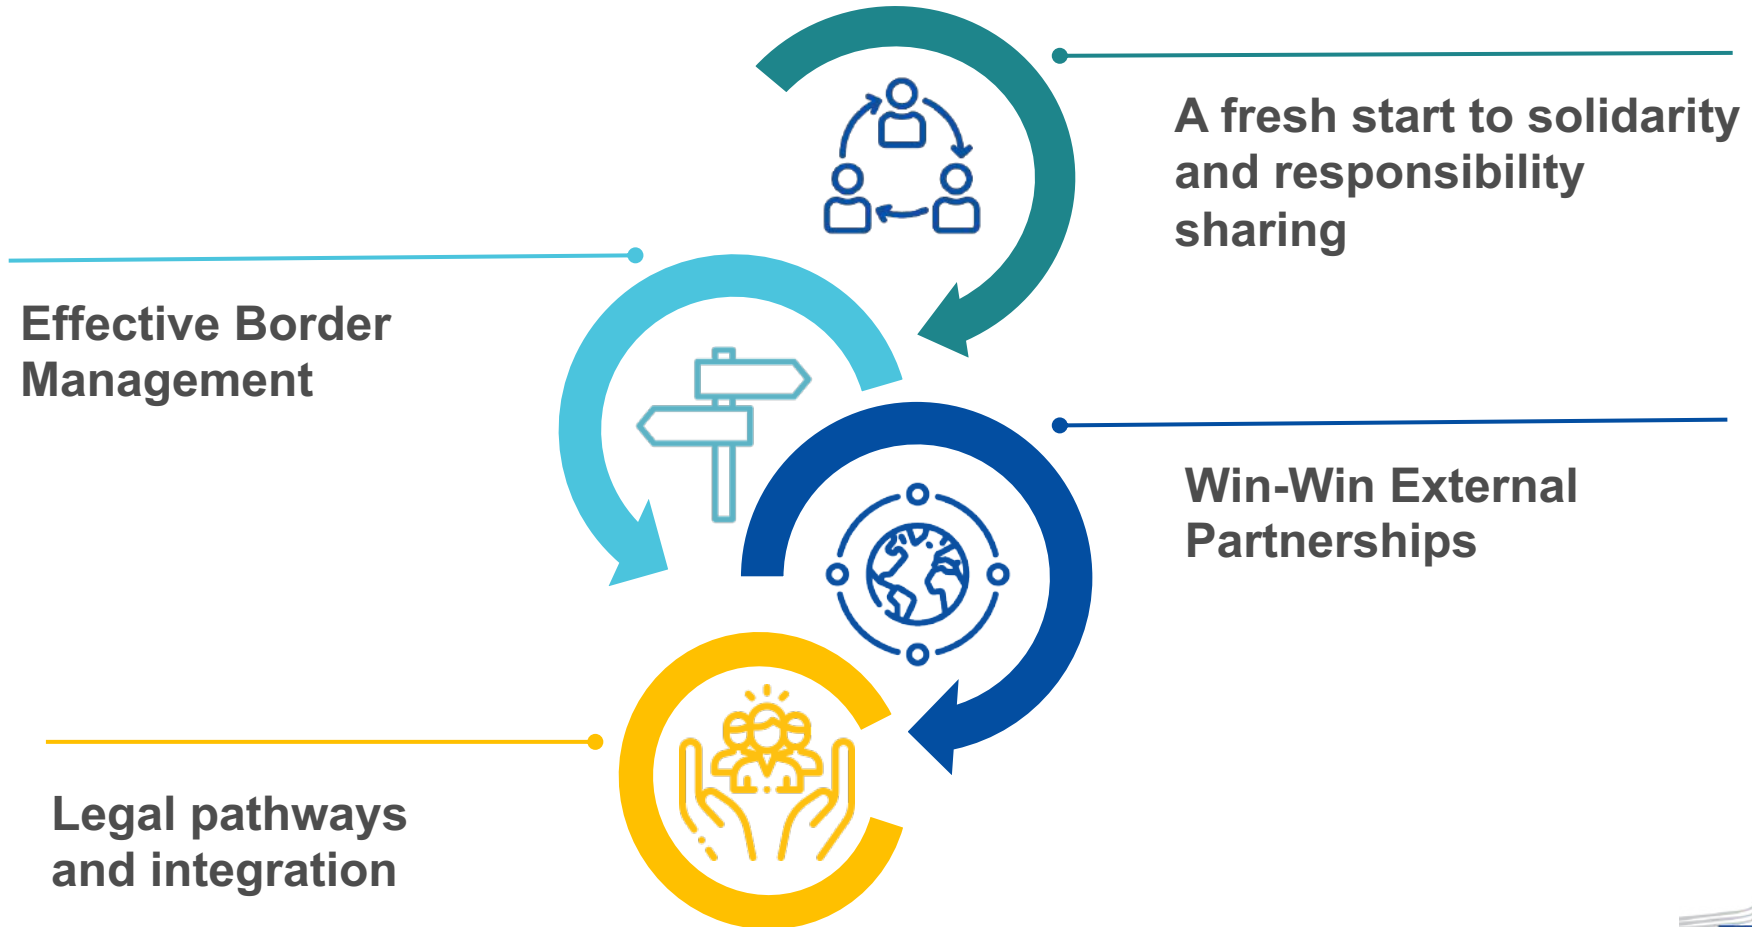 A fresh start to solidarity
and responsibility
sharing
Effective Border
Management
Win-Win External
Partnerships
Legal pathways
and integration